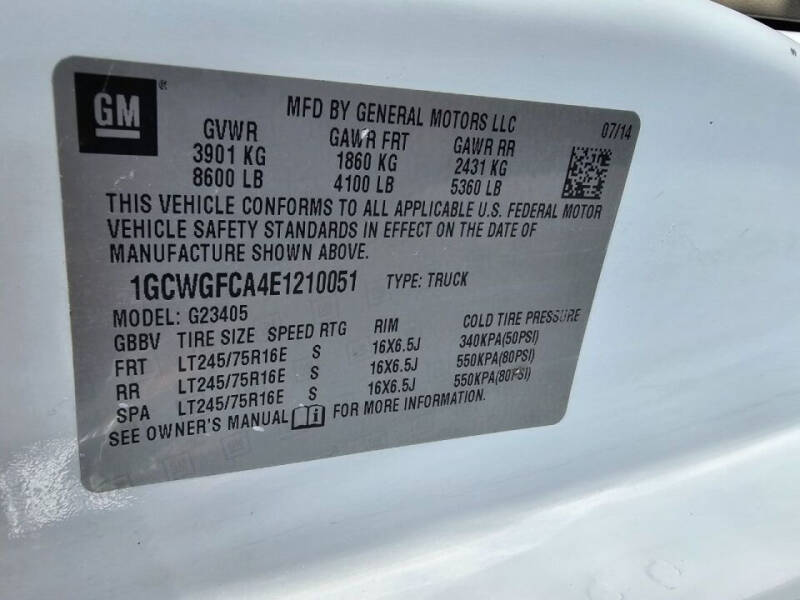 GM
MFD BY GENERAL MOTORS LLC 07/14
GVWR GAWR FRT GAWR RR
3901 KG 1860 KG 2431 KG
8600 LB 4100 LB 5360 LB
THIS VEHICLE CONFORMS TO ALL APPLICABLE U.S. FEDERAL MOTOR
VEHICLE SAFETY STANDARDS IN EFFECT ON THE DATE OF
MANUFACTURE SHOWN ABOVE.
1GCWGFCA4E1210051 TYPE: TRUCK
MODEL: G23405
GBBV TIRE SIZE SPEED RTG RIM COLD TIRE PRESSURE
FRT LT245/75R16E S 16X6.5J 340KPA(50PSI)
RR LT245/75R16E S 16X6.5J 550KPA(80PSI)
SPA LT245/75R16E S 16X6.5J 550KPA(80PSI)
SEE OWNER'S MANUAL i FOR MORE INFORMATION.